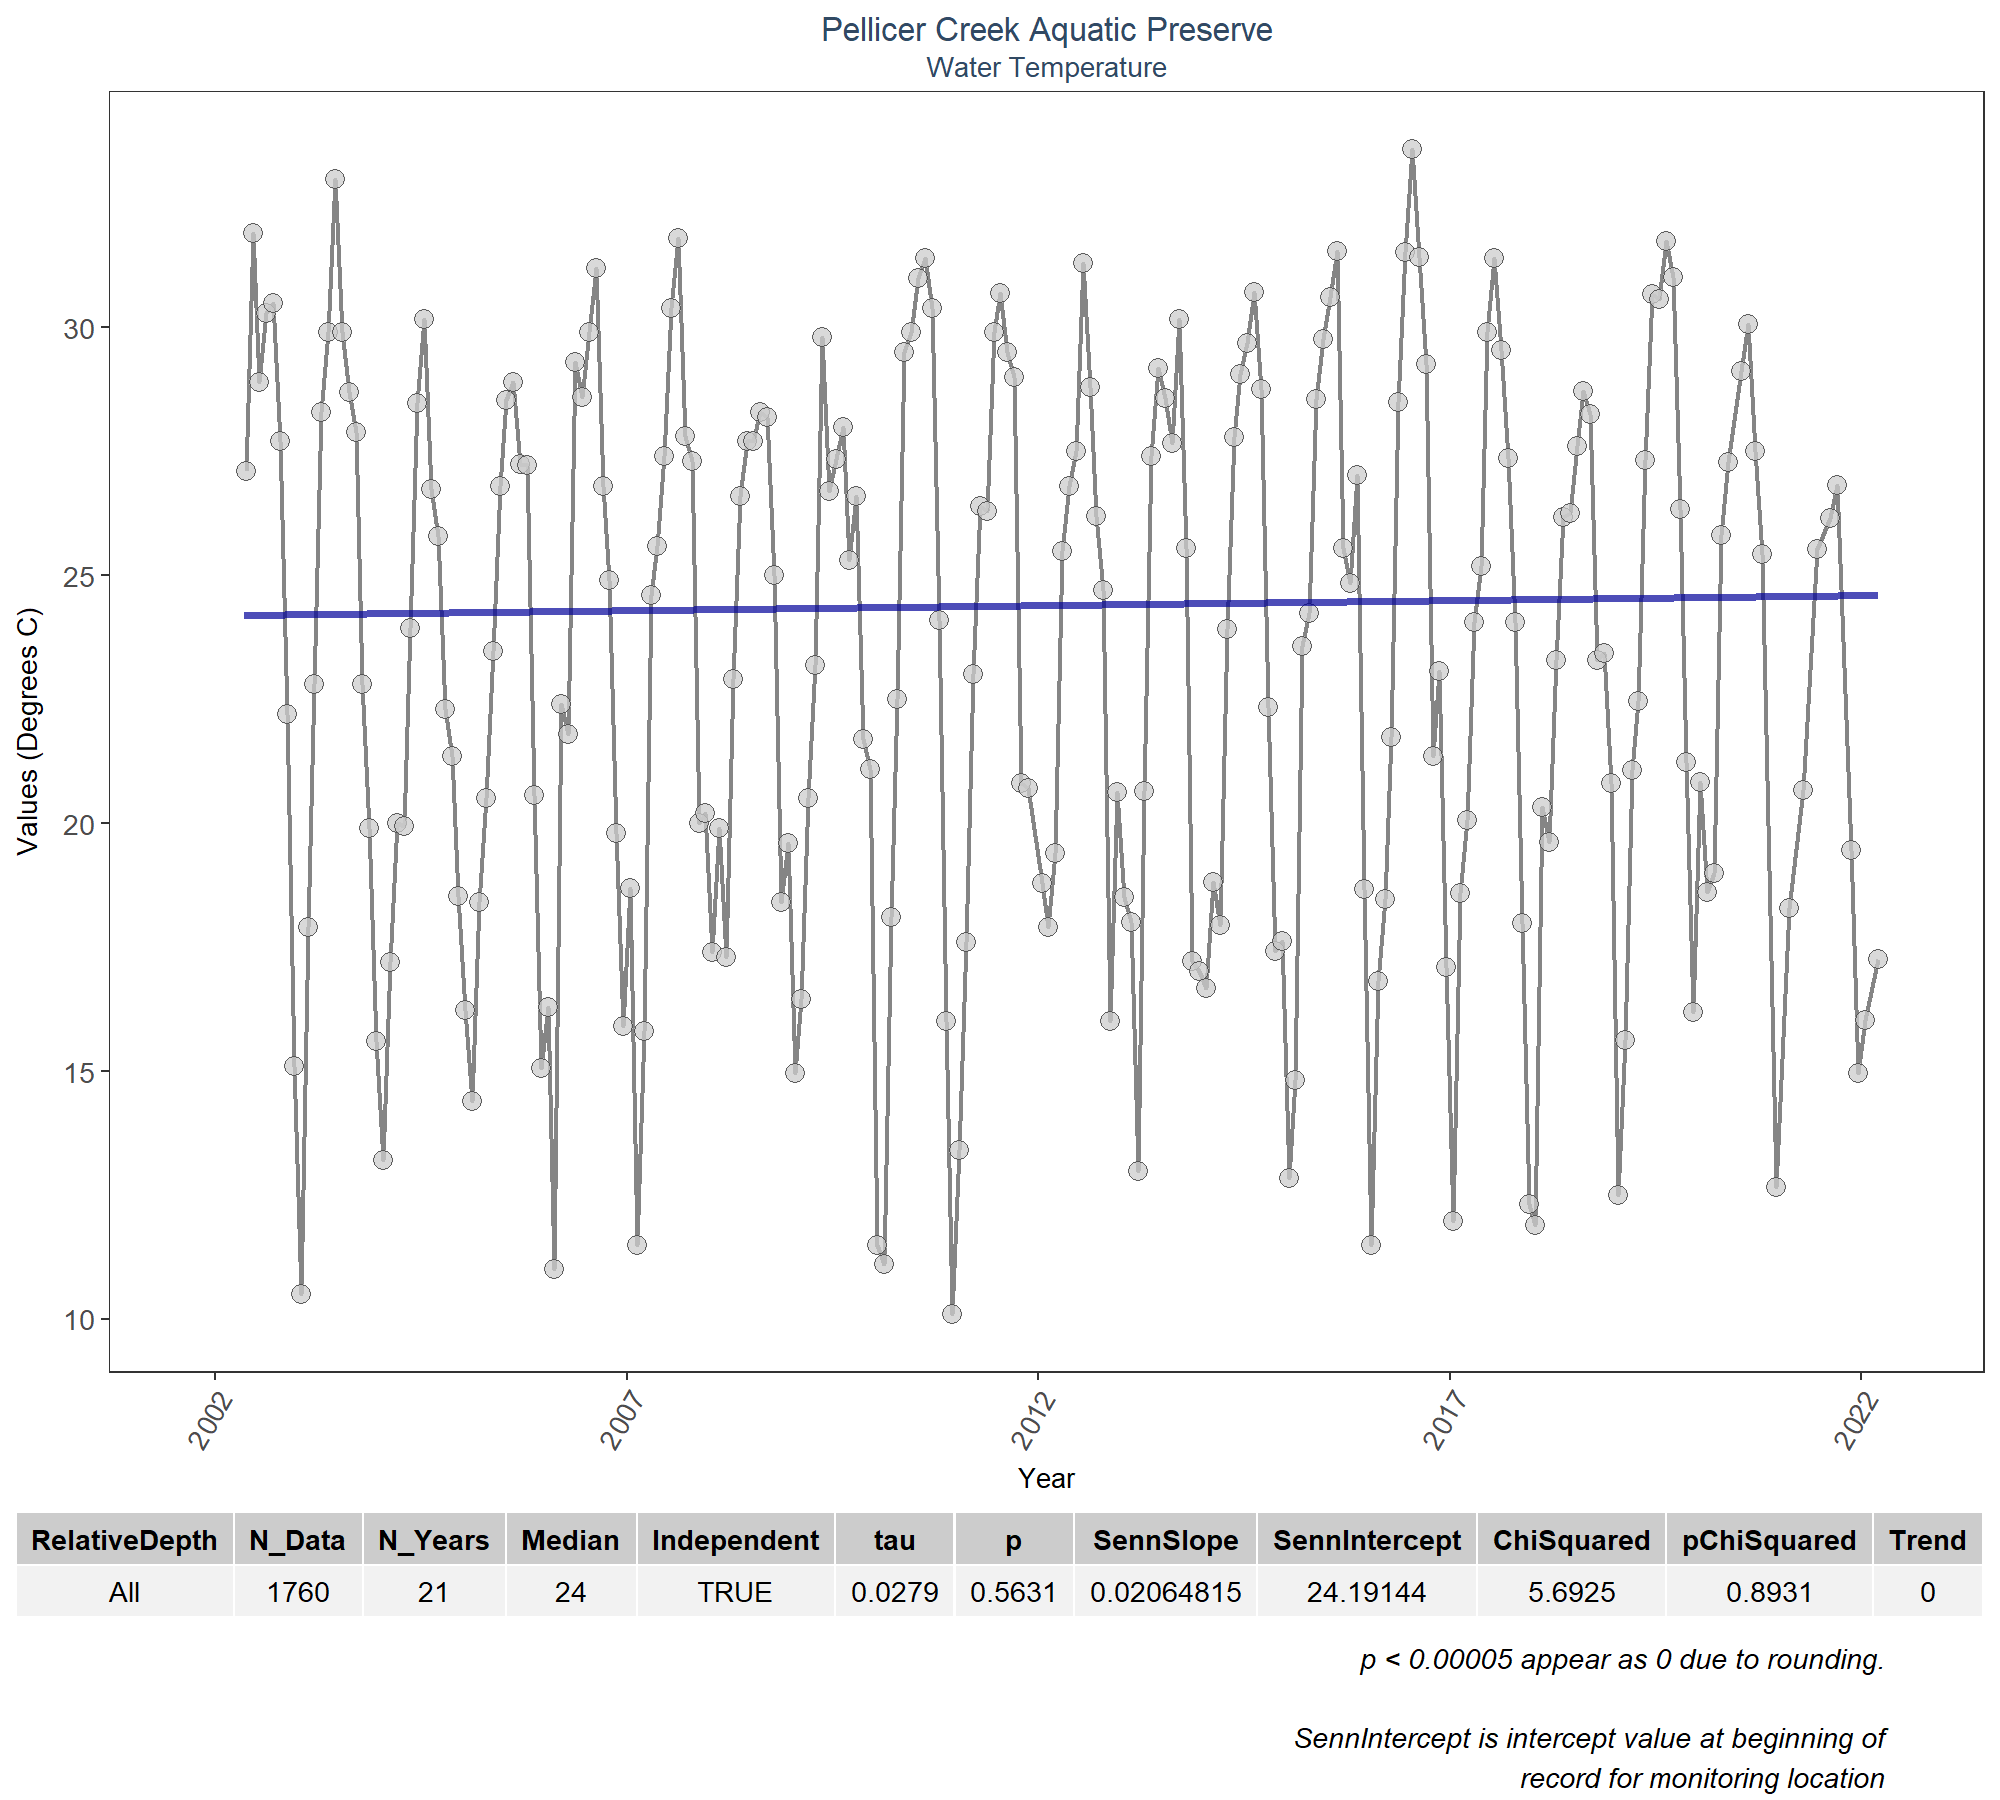 Pellicer Creek Aquatic Preserve
Water Temperature
Values (Degrees C)
30
25
20
15
10
2002
2007
2012
2017
2022
Year
RelativeDepth N_Data N_Years Median Independent tau p SennSlope SennIntercept ChiSquared pChiSquared Trend
All 1760 21 24 TRUE 0.0279 0.5631 0.02064815 24.19144 5.6925 0.8931 0
p < 0.00005 appear as 0 due to rounding.
SennIntercept is intercept value at beginning of
record for monitoring location